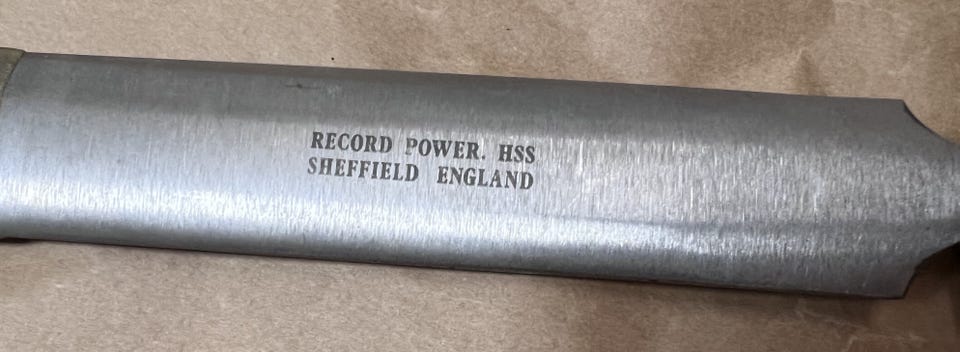 RECORD POWER. HSS
SHEFFIELD ENGLAND